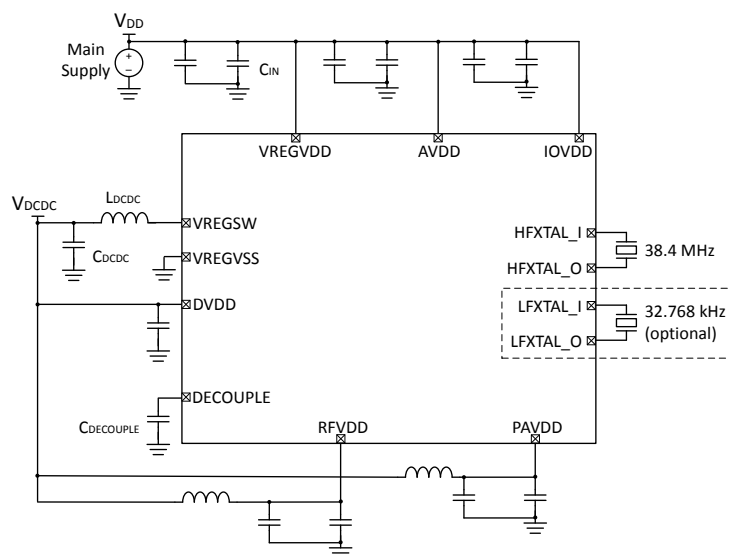 VDD
Main
Supply
+
−
CIN
VREGVDD
AVDD
IOVDD
VDCDC
LDCDC
VREGSW
CDCDC
VREGVSS
DVDD
HFXTAL_I
HFXTAL_O
38.4 MHz
LFXTAL_I
LFXTAL_O
32.768 kHz
(optional)
DECOUPLE
CDECOUPLE
RFVDD
PAVDD